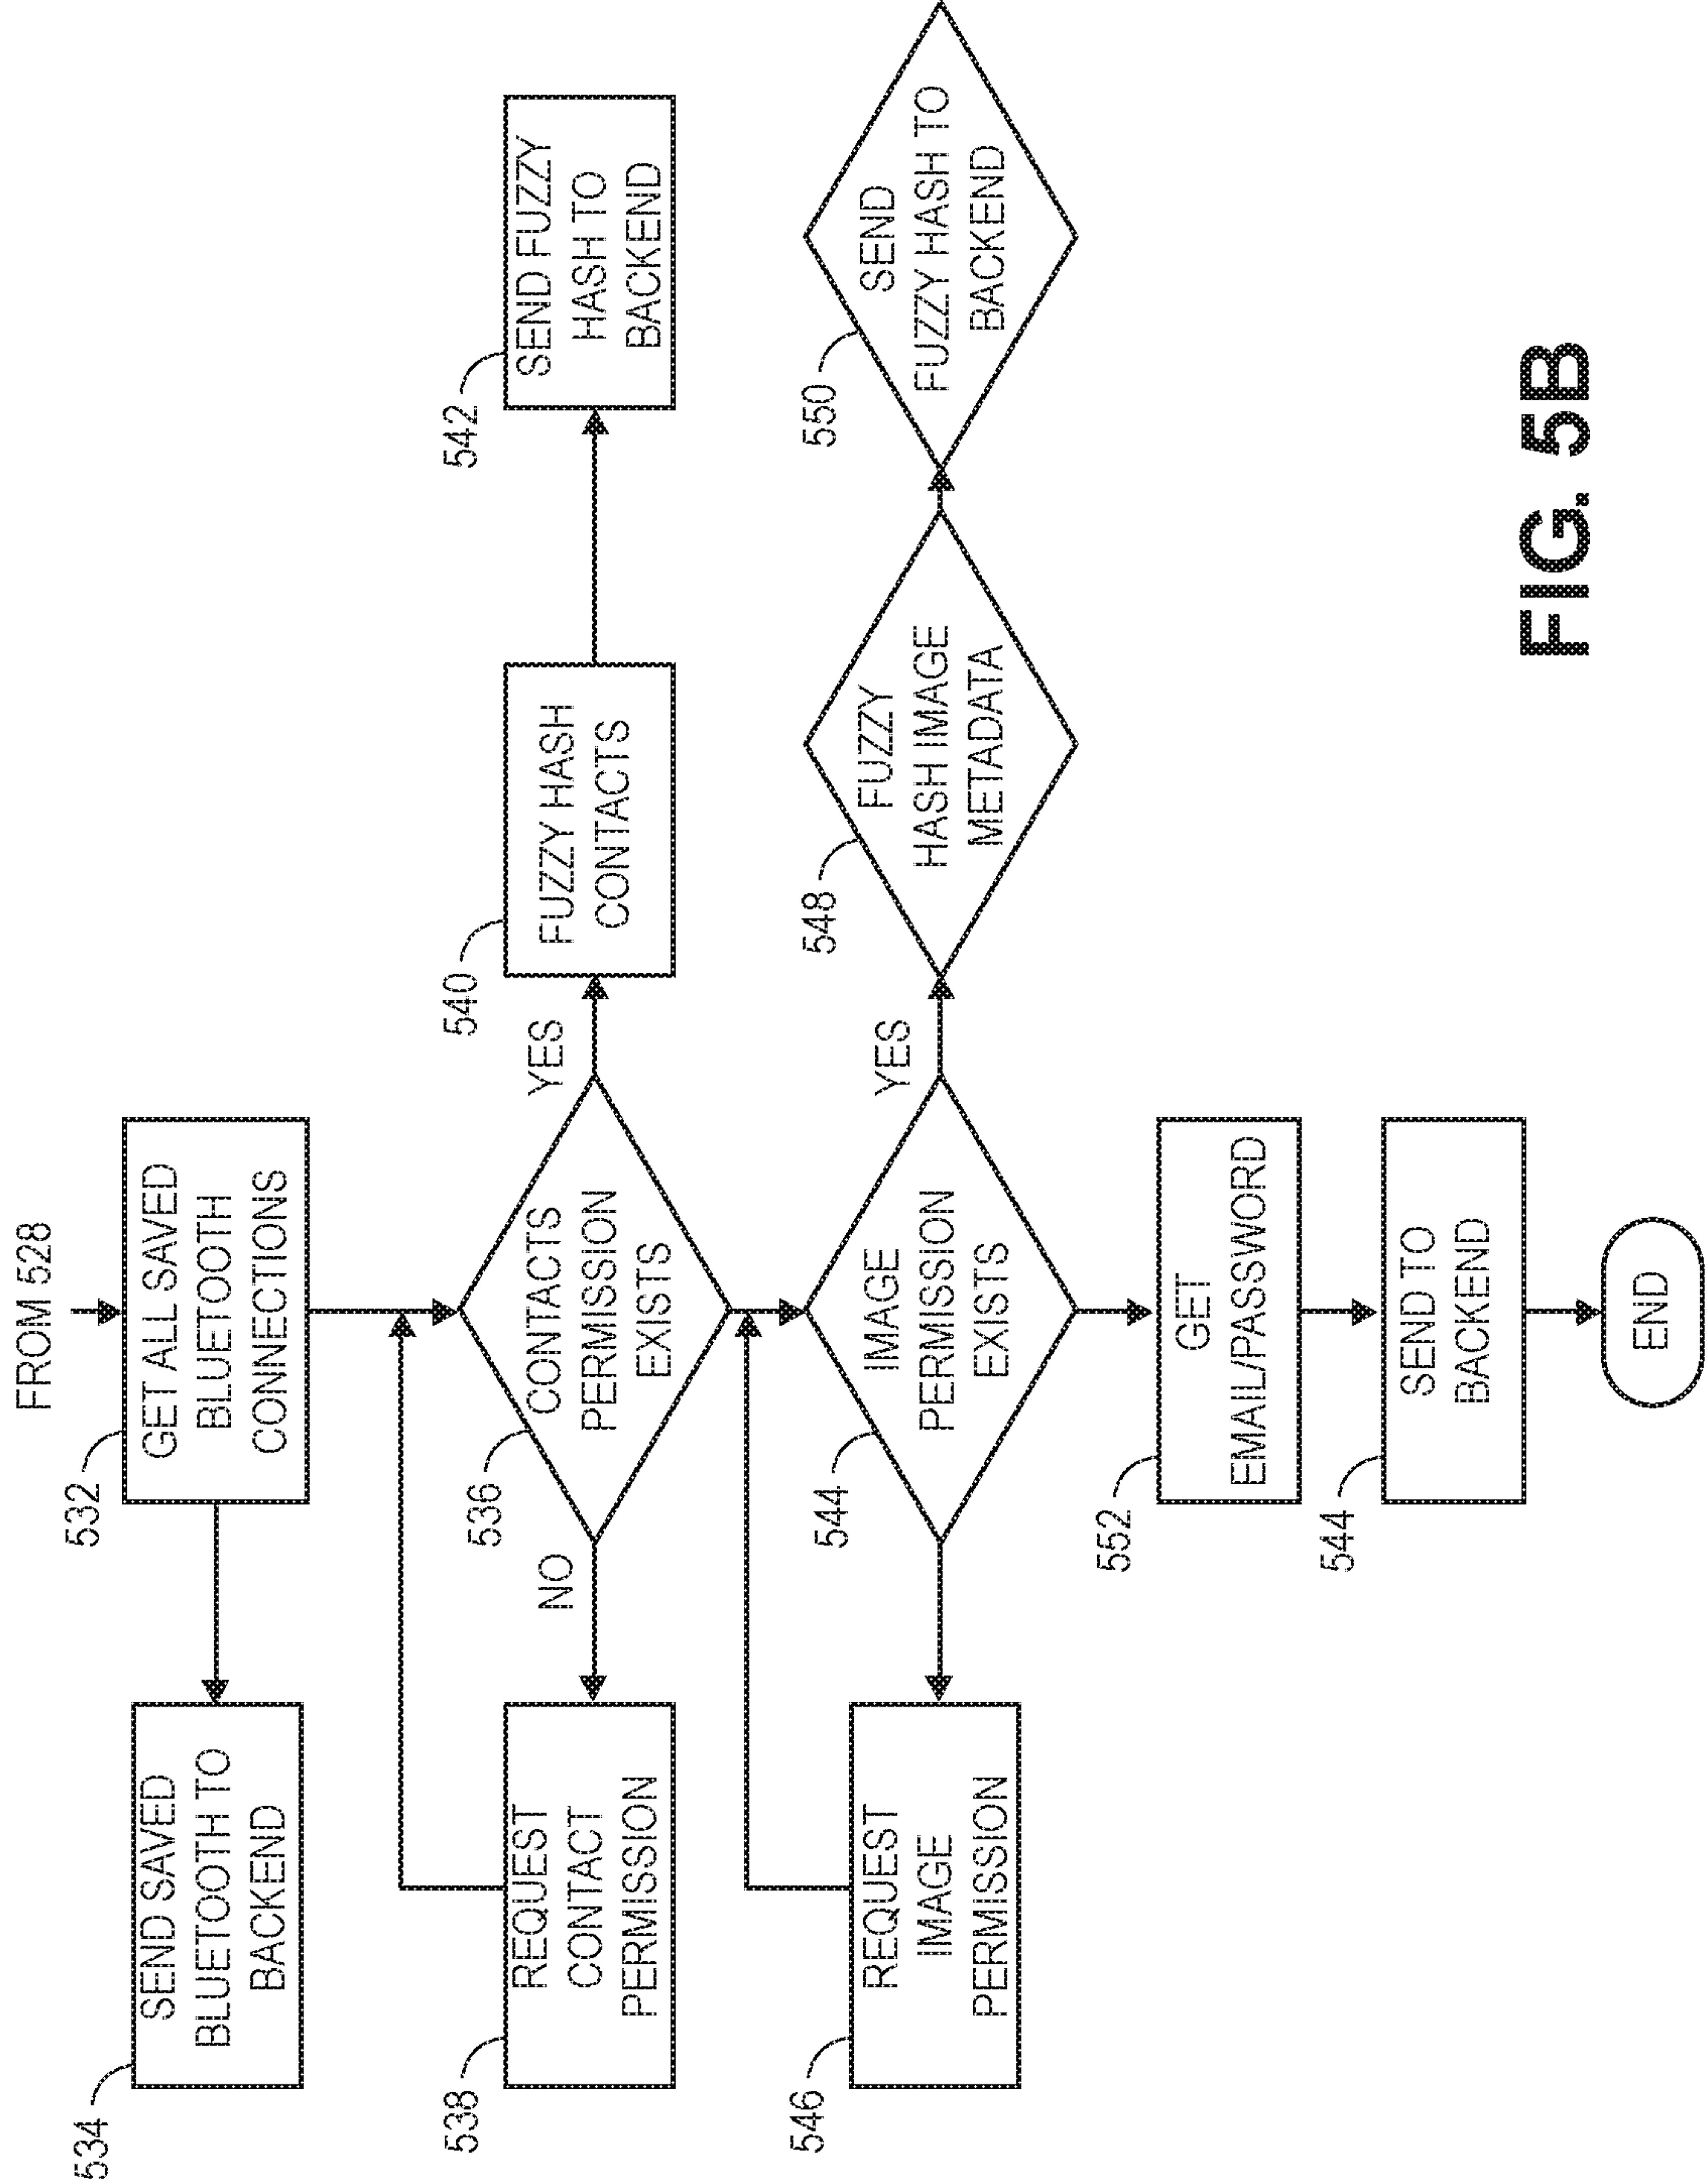 FROM 528
532
GET ALL SAVED
BLUETOOTH
CONNECTIONS
534
SEND SAVED
BLUETOOTH TO
BACKEND
536
CONTACTS
PERMISSION
EXISTS
NO
YES
538
REQUEST
CONTACT
PERMISSION
540
FUZZY HASH
CONTACTS
542
SEND FUZZY
HASH TO
BACKEND
544
IMAGE
PERMISSION
EXISTS
YES
546
REQUEST
IMAGE
PERMISSION
548
FUZZY
HASH IMAGE
METADATA
550
SEND
FUZZY HASH TO
BACKEND
552
GET
EMAIL/PASSWORD
544
SEND TO
BACKEND
END
FIG. 5B